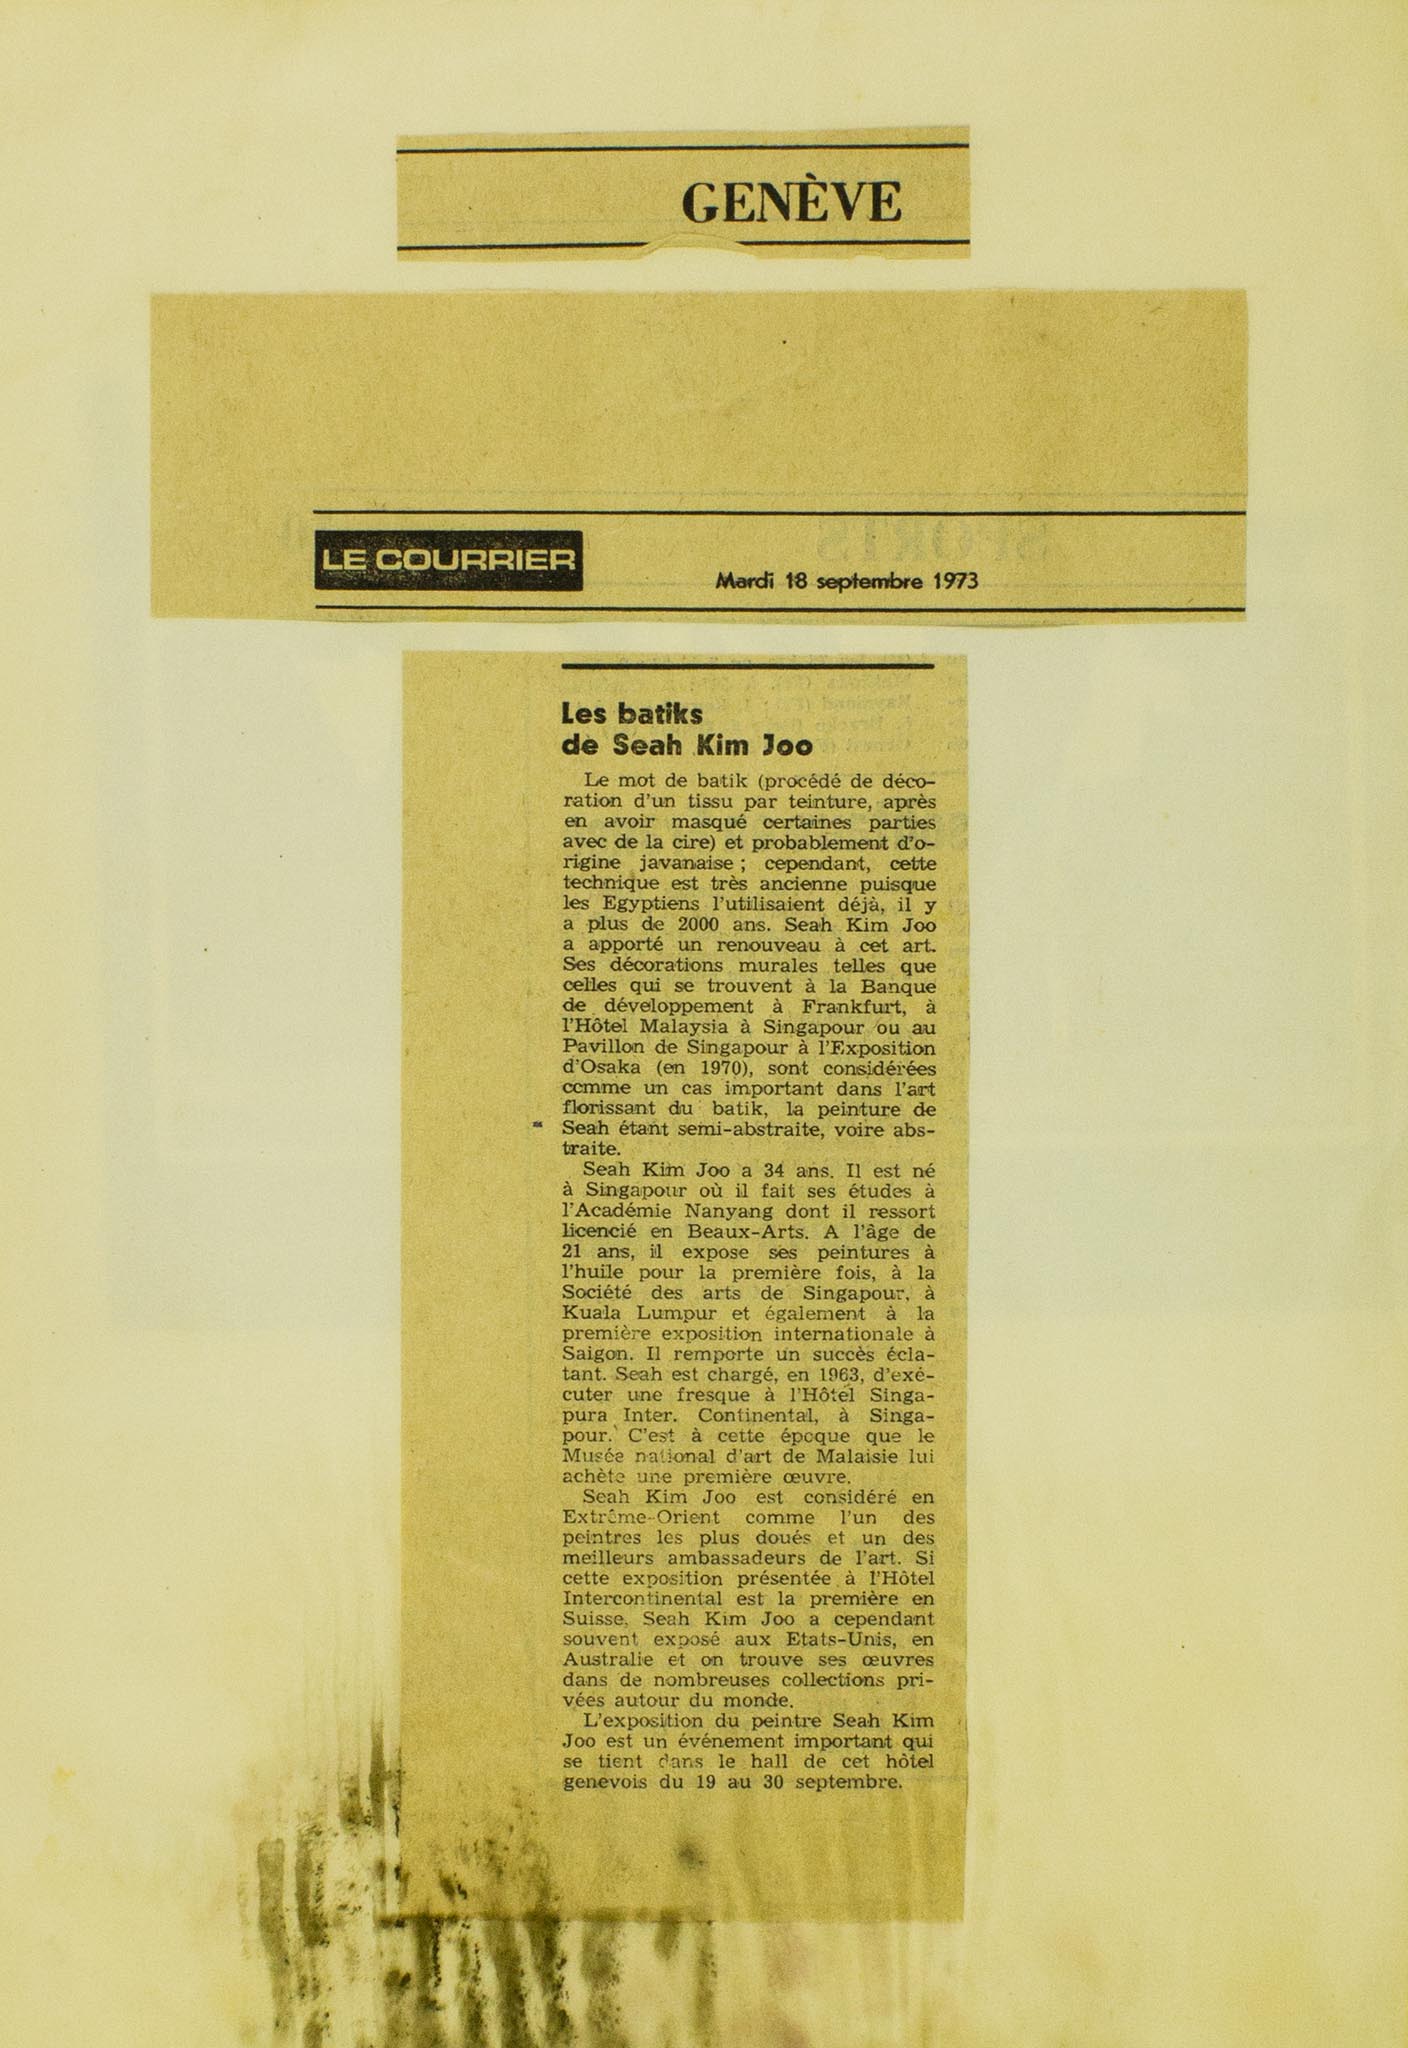 GENÈVE
LE COURRIER
Mardi 18 septembre 1973
Les batiks
de Seah Kim Joo
Le mot de batik (procédé de déco-
ration d'un tissu par teinture, après
en avoir masqué certaines parties
avec de la cire) et probablement d'o-
rigine javanaise ; cependant, cette
technique est très ancienne puisque
les Egyptiens l'utilisaient déjà, il y
a plus de 2000 ans. Seah Kim Joo
a apporté un renouveau à cet art.
Ses décorations murales telles que
celles qui se trouvent à la Banque
de développement à Frankfurt, à
l'Hôtel Malaysia à Singapour ou au
Pavillon de Singapour à l'Exposition
d'Osaka (en 1970), sont considérées
comme un cas important dans l'art
florissant du batik, la peinture de
Seah étant semi-abstraite, voire abs-
traite.
Seah Kim Joo a 34 ans. Il est né
à Singapour où il fait ses études à
l'Académie Nanyang dont il ressort
licencié en Beaux-Arts. A l'âge de
21 ans, il expose ses peintures à
l'huile pour la première fois, à la
Société des arts de Singapour, à
Kuala Lumpur et également à la
première exposition internationale à
Saigon. Il remporte un succès écla-
tant. Seah est chargé, en 1963, d'exé-
cuter une fresque à l'Hôtel Singa-
pura Inter. Continental, à Singa-
pour. C'est à cette époque que le
Musée national d'art de Malaisie lui
achète une première œuvre.
Seah Kim Joo est considéré en
Extrême-Orient comme l'un des
peintres les plus doués et un des
meilleurs ambassadeurs de l'art. Si
cette exposition présentée à l'Hôtel
Intercontinental est la première en
Suisse, Seah Kim Joo a cependant
souvent exposé aux Etats-Unis, en
Australie et on trouve ses œuvres
dans de nombreuses collections pri-
vées autour du monde.
L'exposition du peintre Seah Kim
Joo est un événement important qui
se tient dans le hall de cet hôtel
genevois du 19 au 30 septembre.